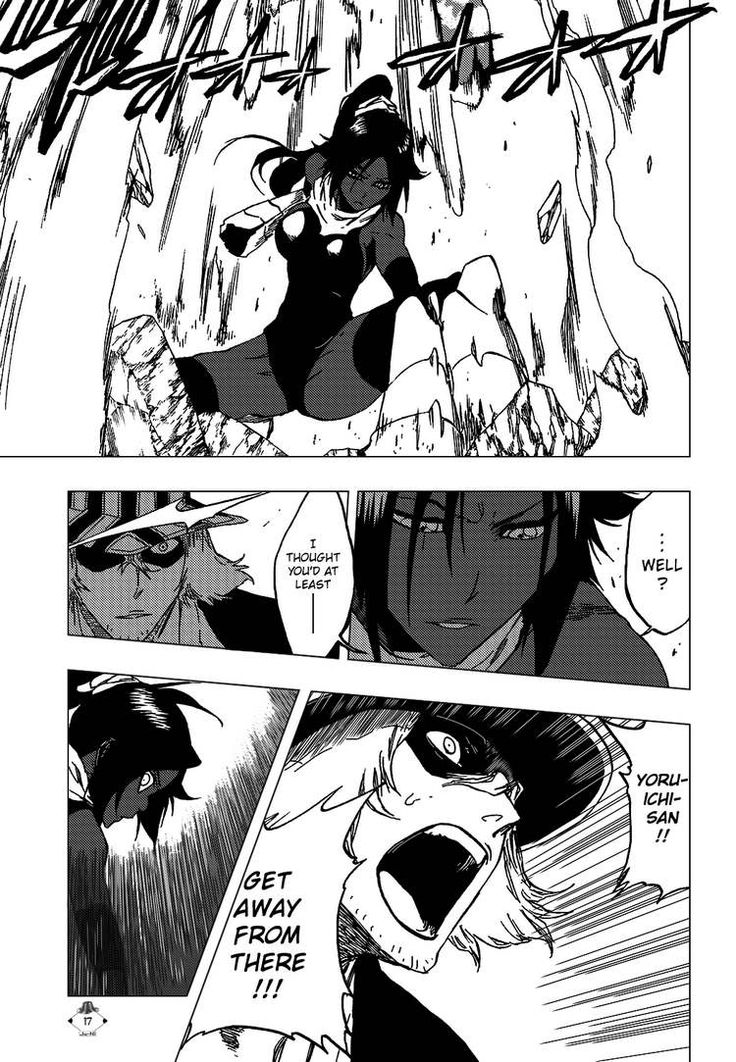 ...
WELL
?
I
THOUGHT
YOU'D AT
LEAST
—
YORU-
ICHI-
SAN
!!
GET
AWAY
FROM
THERE
!!!
17